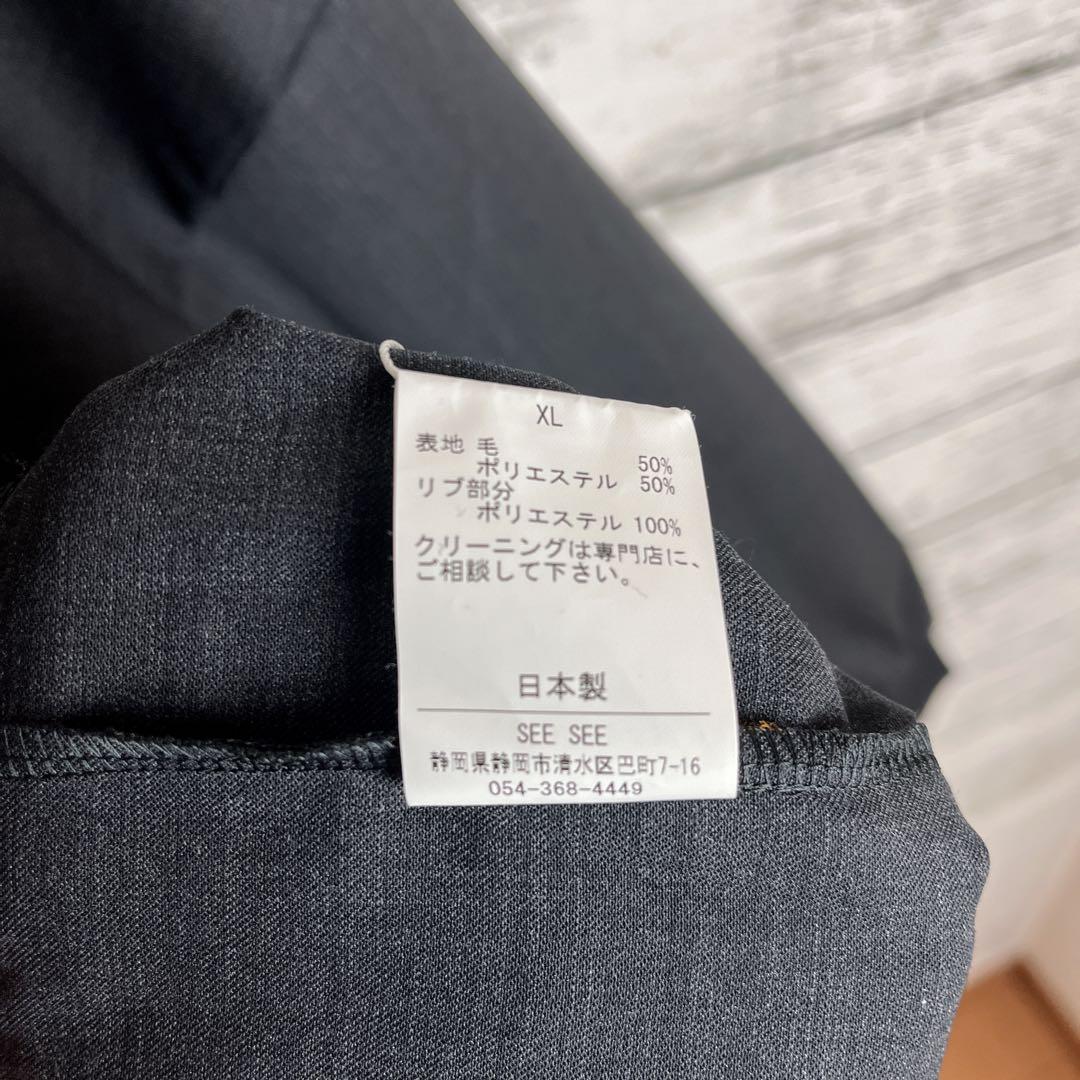 XL
表地 毛 50%
ポリエステル 50%
リブ部分
ポリエステル 100%
クリーニングは専門店に、
ご相談して下さい。
日本製
SEE SEE
静岡県静岡市清水区巴町7-16
054-368-4449